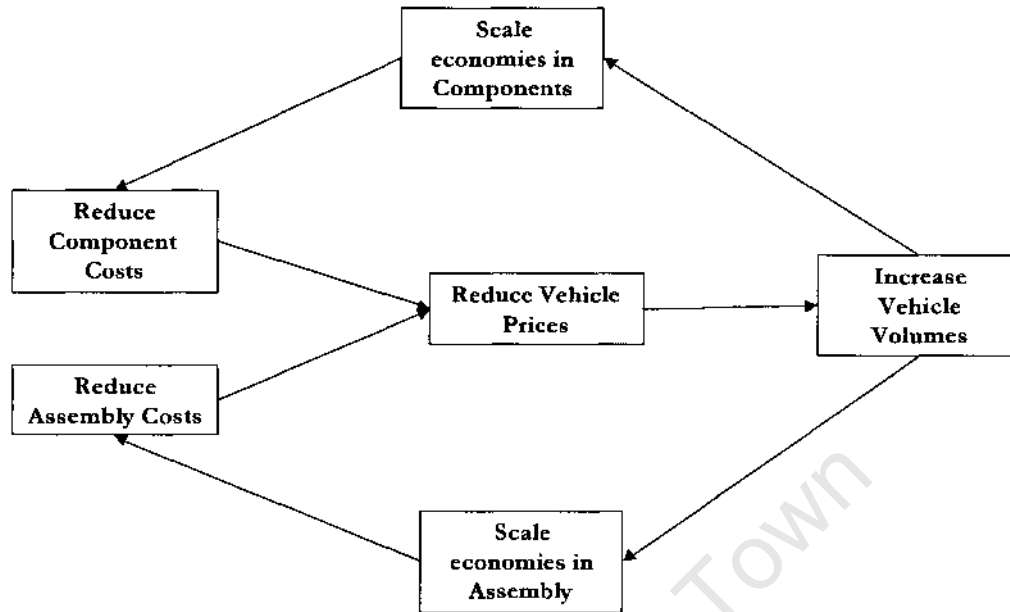 Scale
economies in
Components
Reduce
Component
Costs
Reduce Vehicle
Prices
Increase
Vehicle
Volumes
Reduce
Assembly Costs
Scale
economies in
Assembly
Town